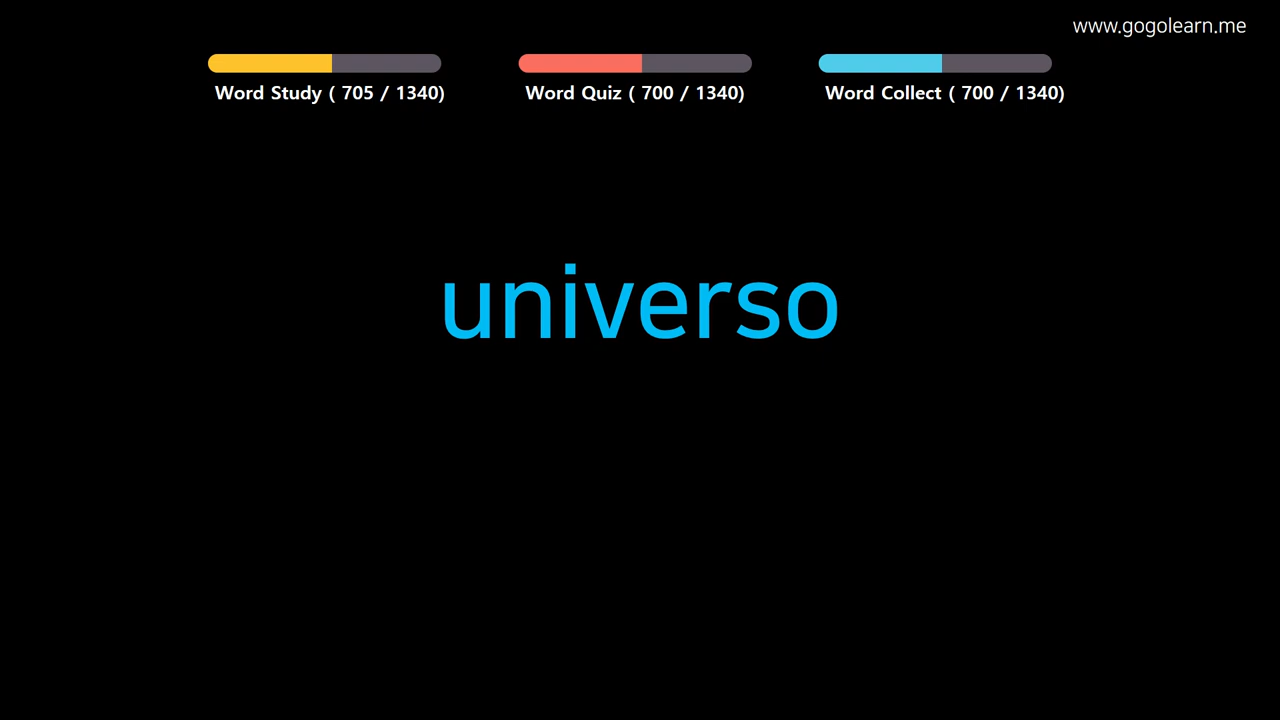 www.gogolearn.me
Word Study ( 705 / 1340)
Word Quiz ( 700 / 1340)
Word Collect ( 700 / 1340)
universo